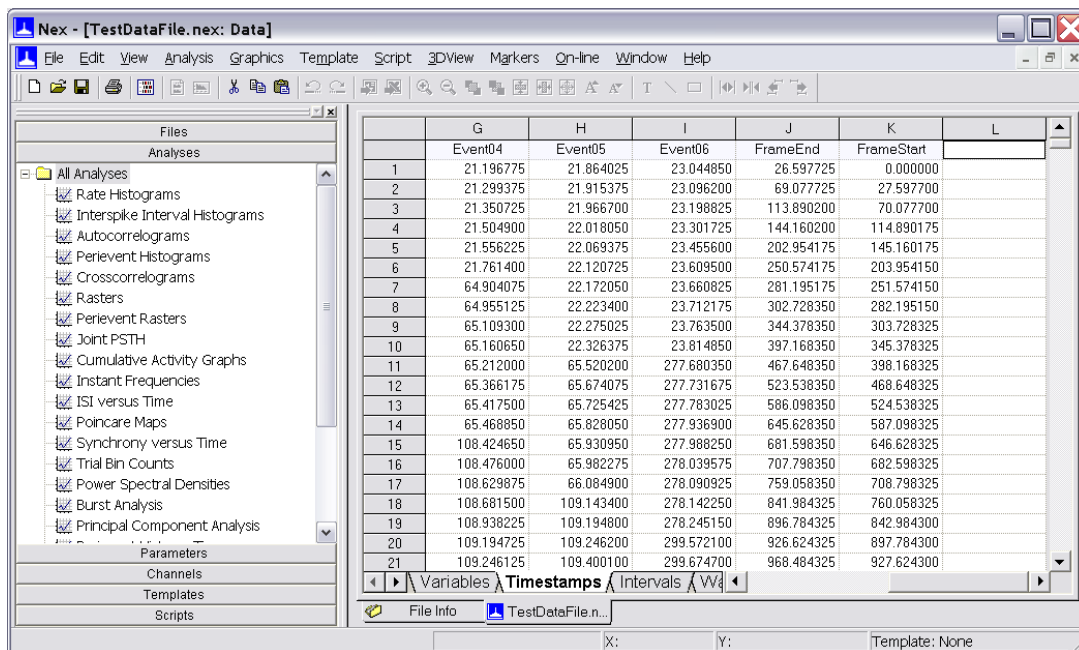 Nex - [TestDataFile.nex: Data]
File Edit View Analysis Graphics Template Script 3DView Markers On-line Window Help
Files
Analyses
All Analyses
Rate Histograms
Interspike Interval Histograms
Autocorrelograms
Perievent Histograms
Crosscorrelograms
Rasters
Perievent Rasters
Joint PSTH
Cumulative Activity Graphs
Instant Frequencies
ISI versus Time
Poincare Maps
Synchrony versus Time
Trial Bin Counts
Power Spectral Densities
Burst Analysis
Principal Component Analysis
Parameters
Channels
Templates
Scripts
G H I J K L
Event04 Event05 Event06 FrameEnd FrameStart
1 21.196775 21.864025 23.044850 26.597725 0.000000
2 21.299375 21.915375 23.096200 69.077725 27.597700
3 21.350725 21.966700 23.198825 113.890200 70.077700
4 21.504900 22.018050 23.301725 144.160200 114.890175
5 21.556225 22.069375 23.455600 202.954175 145.160175
6 21.761400 22.120725 23.609500 250.574175 203.954150
7 64.904075 22.172050 23.660825 281.195175 251.574150
8 64.955125 22.223400 23.712175 302.728350 282.195150
9 65.109300 22.275025 23.763500 344.378350 303.728325
10 65.160650 22.326375 23.814850 397.168350 345.378325
11 65.212000 65.520200 277.680350 467.648350 398.168325
12 65.366175 65.674075 277.731675 523.538350 468.648325
13 65.417500 65.725425 277.783025 586.098350 524.538325
14 65.468850 65.828050 277.936900 645.628350 587.098325
15 108.424650 65.930950 277.988250 681.598350 646.628325
16 108.476000 65.982275 278.039575 707.798350 682.598325
17 108.629875 66.084900 278.090925 759.058350 708.798325
18 108.681500 109.143400 278.142250 841.984325 760.058325
19 108.938225 109.194800 278.245150 896.784325 842.984300
20 109.194725 109.246200 299.572100 926.624325 897.784300
21 109.246125 109.400100 299.674700 968.484325 927.624300
Variables Timestamps Intervals
File Info TestDataFile.n...
X: Y: Template: None